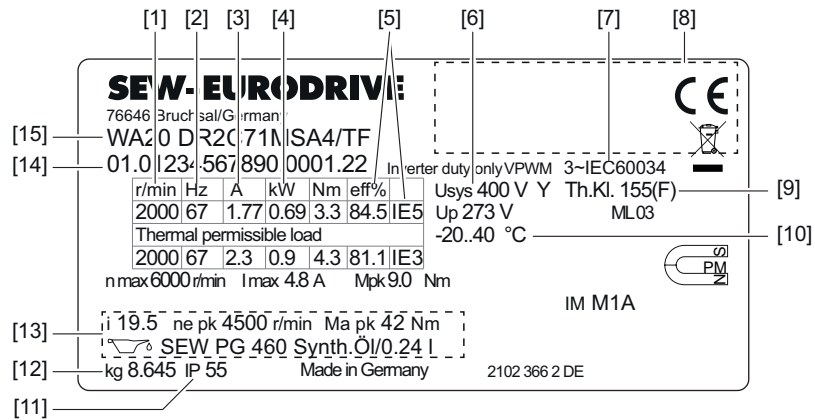 [1] [2] [3] [4] [5] [6] [7] [8]
SEW-EURODRIVE
CE
76646 Bruchsal/Germany
[15] WA20 DR2C71MSA4/TF
[14] 01.01234567890.0001.22 Inverter duty only VPWM 3~IEC60034
r/min Hz A kW Nm eff% Usys 400 V Y Th.Kl. 155(F) [9]
2000 67 1.77 0.69 3.3 84.5 IE5 Up 273 V ML03
Thermal permissible load -20..40 °C [10]
2000 67 2.3 0.9 4.3 81.1 IE3
n max 6000 r/min I max 4.8 A Mpk 9.0 Nm
S
PM
N
IM M1A
[13] i 19.5 ne pk 4500 r/min Ma pk 42 Nm
SEW PG 460 Synth.Öl/0.24 l
[12] kg 8.645 IP 55 Made in Germany 2102 366 2 DE
[11]